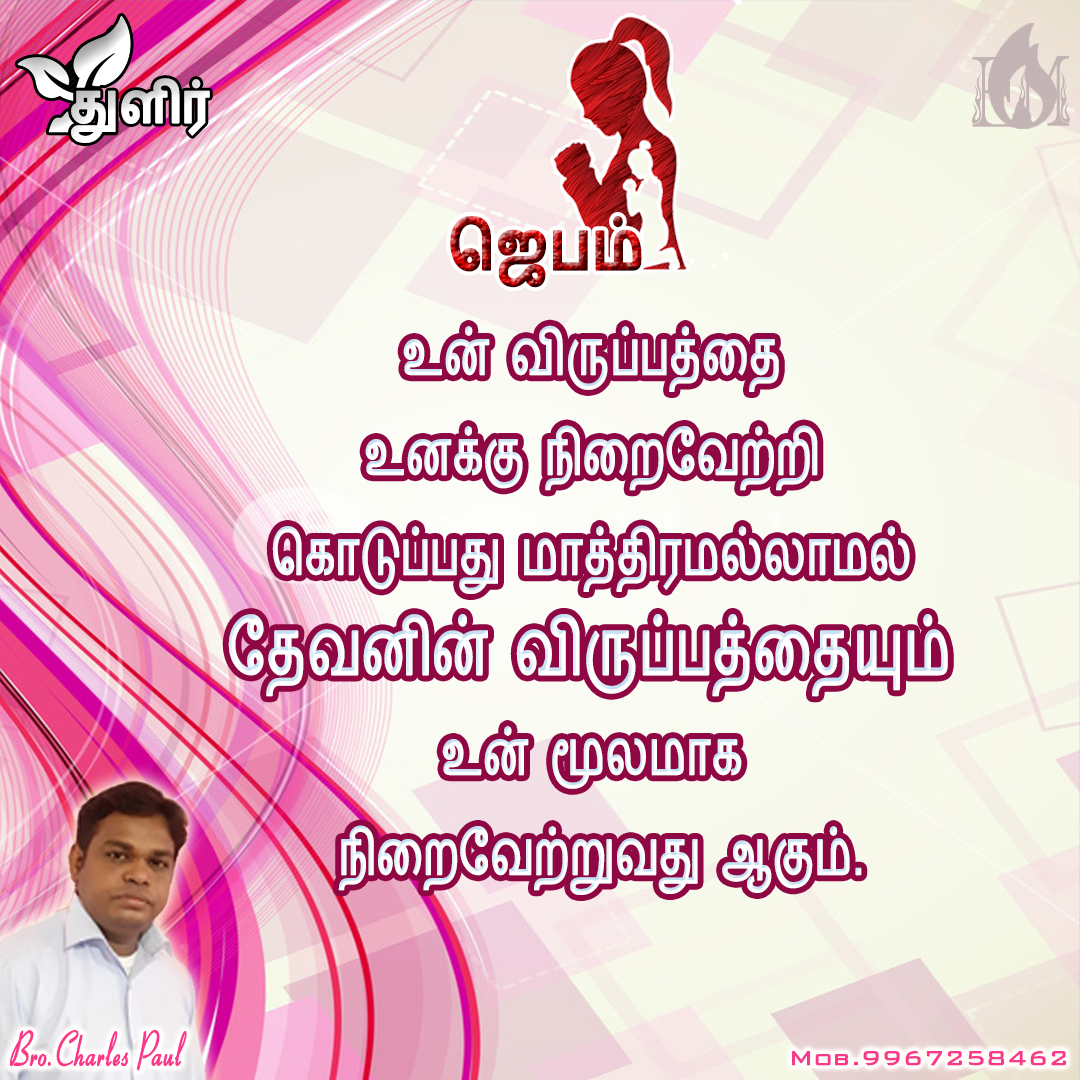 துளிர்
ஜெபம்
உன் விருப்பத்தை
உனக்கு நிறைவேற்றி
கொடுப்பது மாத்திரமல்லாமல்
தேவனின் விருப்பத்தையும்
உன் மூலமாக
நிறைவேற்றுவது ஆகும்.
Bro.Charles Paul
Mob.9967258462